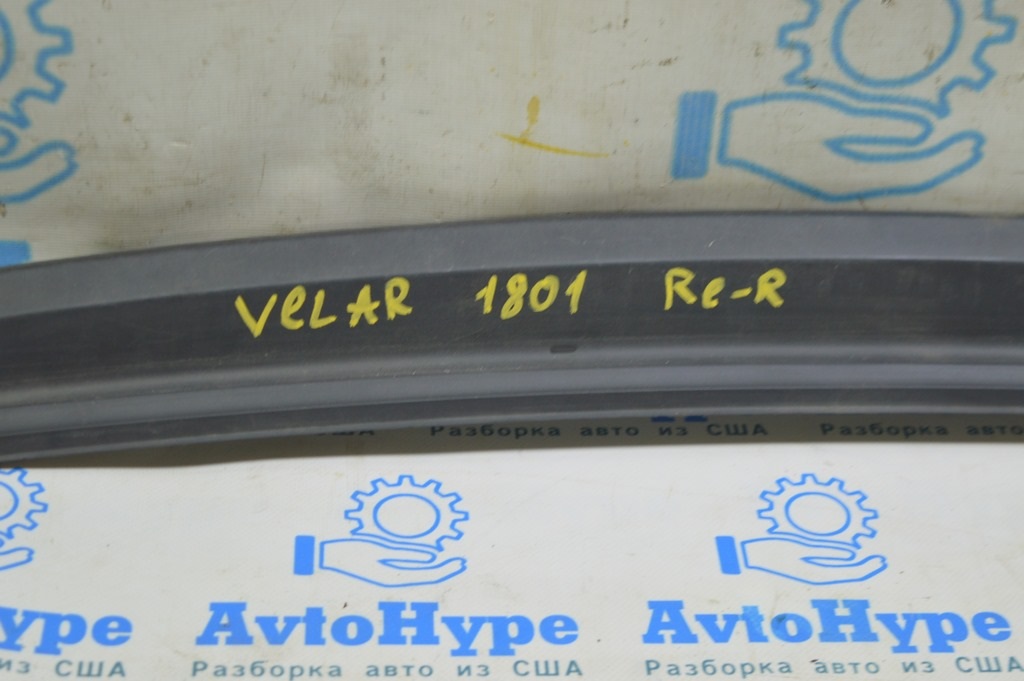 VeLAR 1801 Re-R
США Разборка авто из США Разборка авто
AvtoHype AvtoHype
из США Разборка авто из США Разборка авто из США